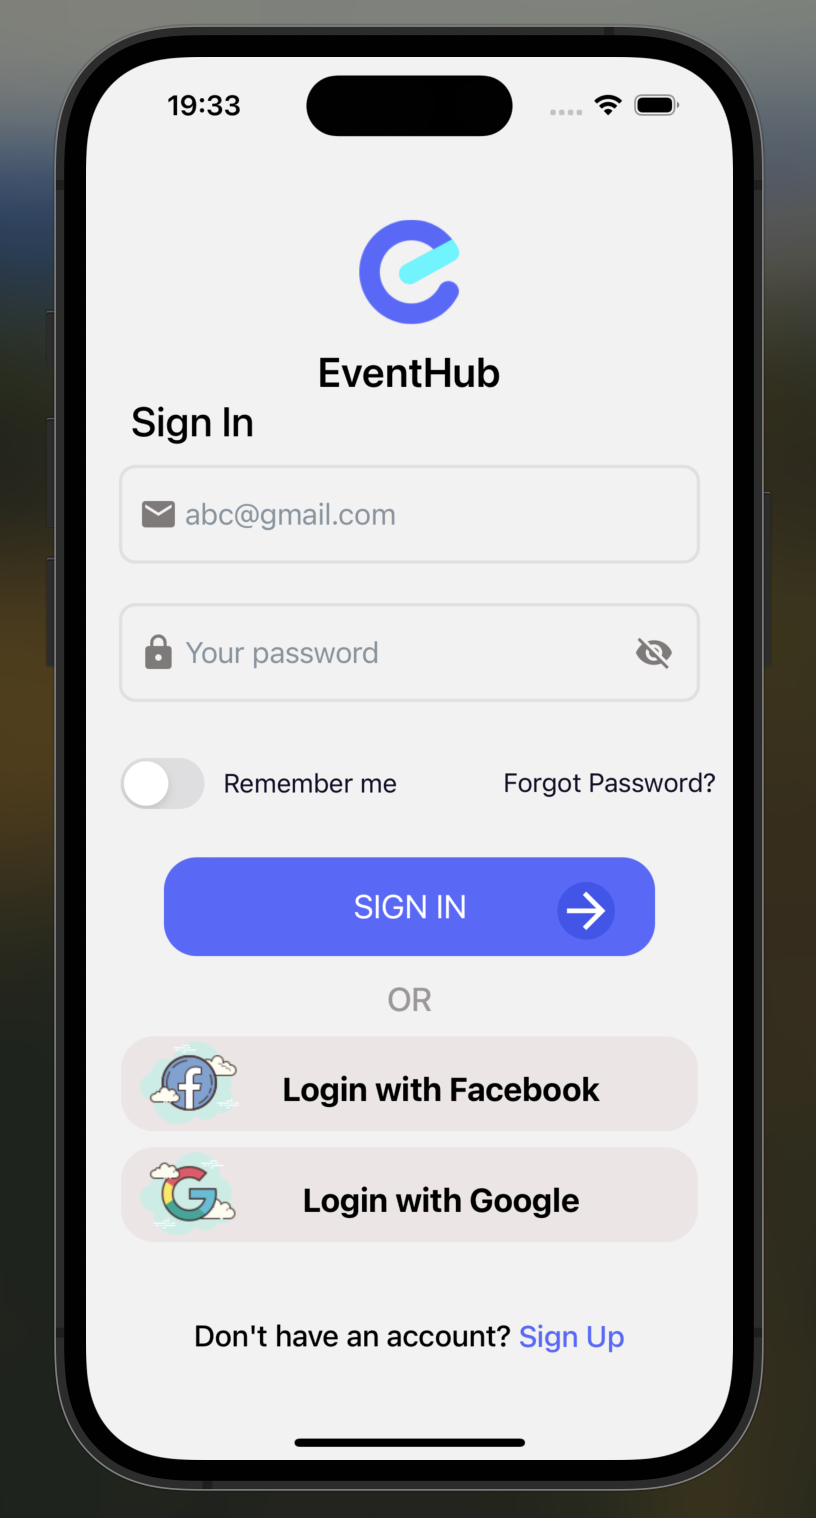 19:33
EventHub
Sign In
abc@gmail.com
Your password
Remember me Forgot Password?
SIGN IN
OR
Login with Facebook
Login with Google
Don't have an account? Sign Up